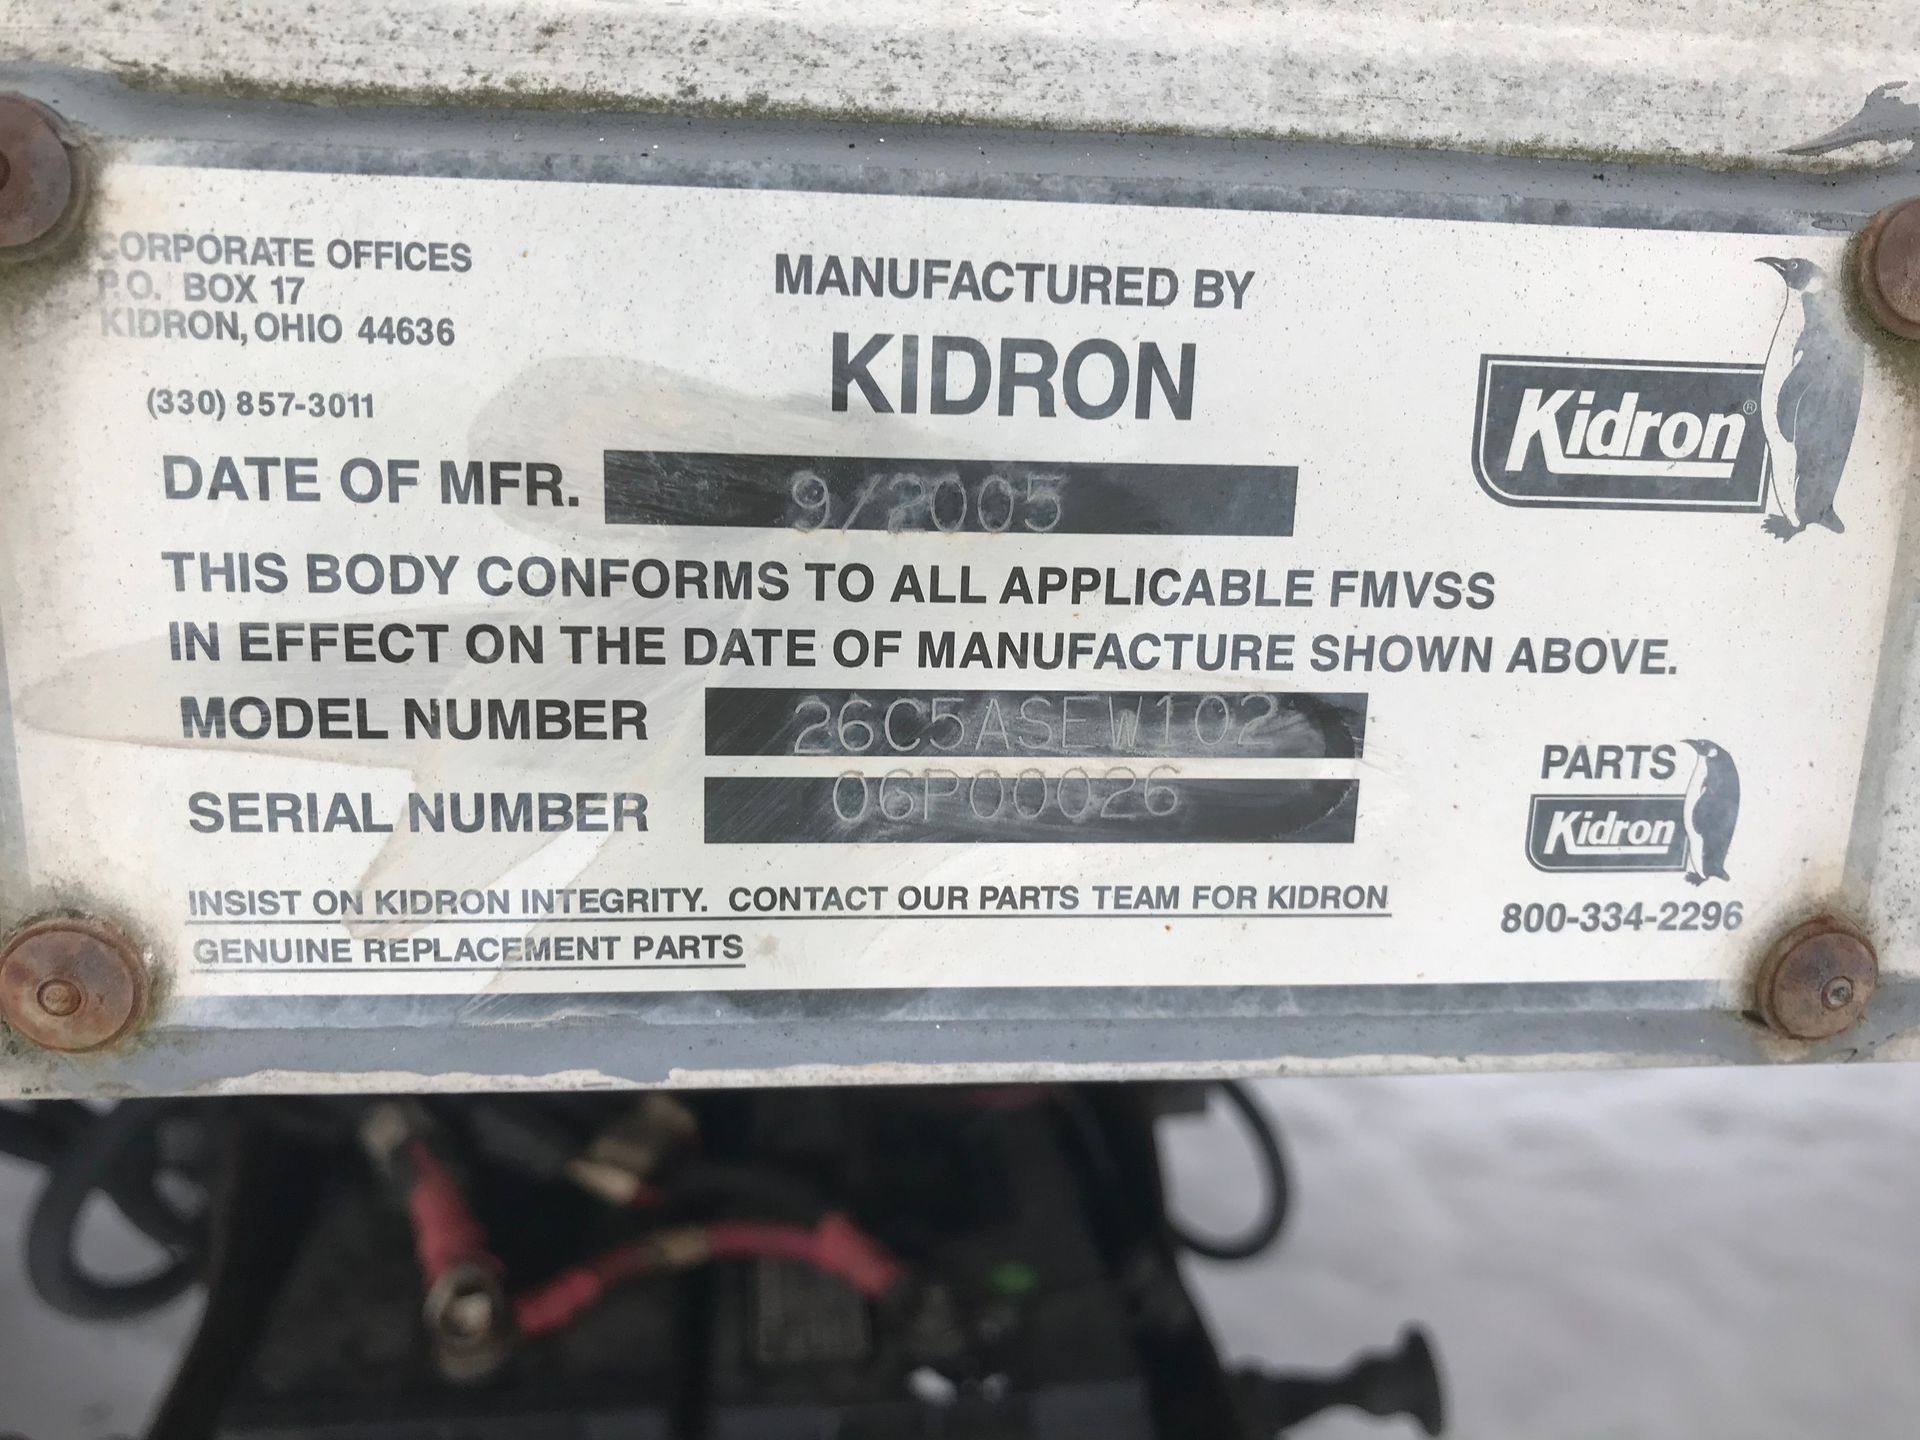 CORPORATE OFFICES
P.O. BOX 17
KIDRON, OHIO 44636
(330) 857-3011
MANUFACTURED BY
KIDRON
Kidron®
DATE OF MFR. 9/2005
THIS BODY CONFORMS TO ALL APPLICABLE FMVSS
IN EFFECT ON THE DATE OF MANUFACTURE SHOWN ABOVE.
MODEL NUMBER 26C5ASEW102
SERIAL NUMBER 06P00026
PARTS
Kidron
800-334-2296
INSIST ON KIDRON INTEGRITY. CONTACT OUR PARTS TEAM FOR KIDRON
GENUINE REPLACEMENT PARTS